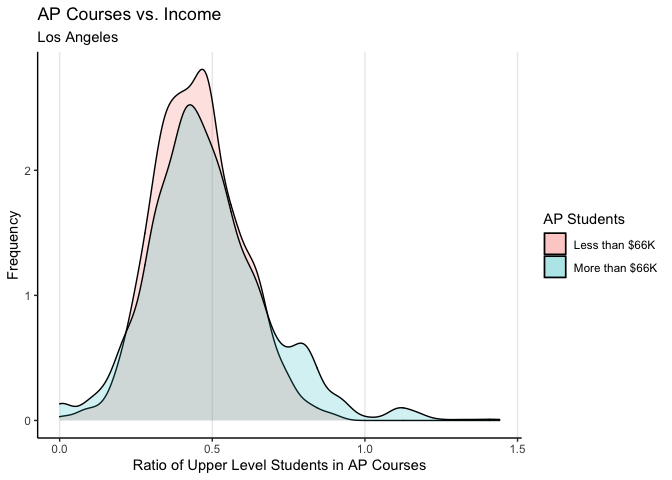 AP Courses vs. Income
Los Angeles
2
1
0
Frequency
0.0 0.5 1.0 1.5
Ratio of Upper Level Students in AP Courses
AP Students
Less than $66K
More than $66K